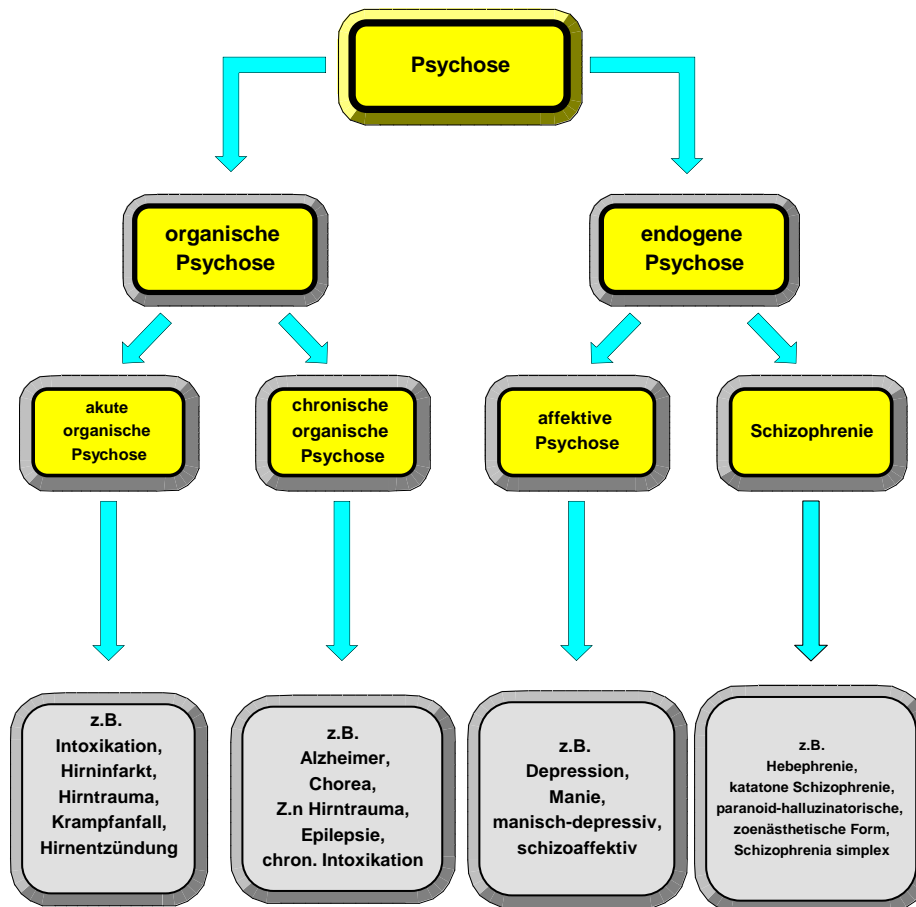 Psychose
organische
Psychose
endogene
Psychose
akute
organische
Psychose
chronische
organische
Psychose
affektive
Psychose
Schizophrenie
z.B.
Intoxikation,
Hirninfarkt,
Hirntrauma,
Krampfanfall,
Hirnentzündung
z.B.
Alzheimer,
Chorea,
Z.n Hirntrauma,
Epilepsie,
chron. Intoxikation
z.B.
Depression,
Manie,
manisch-depressiv,
schizoaffektiv
z.B.
Hebephrenie,
katatone Schizophrenie,
paranoid-halluzinatorische,
zoenästhetische Form,
Schizophrenia simplex